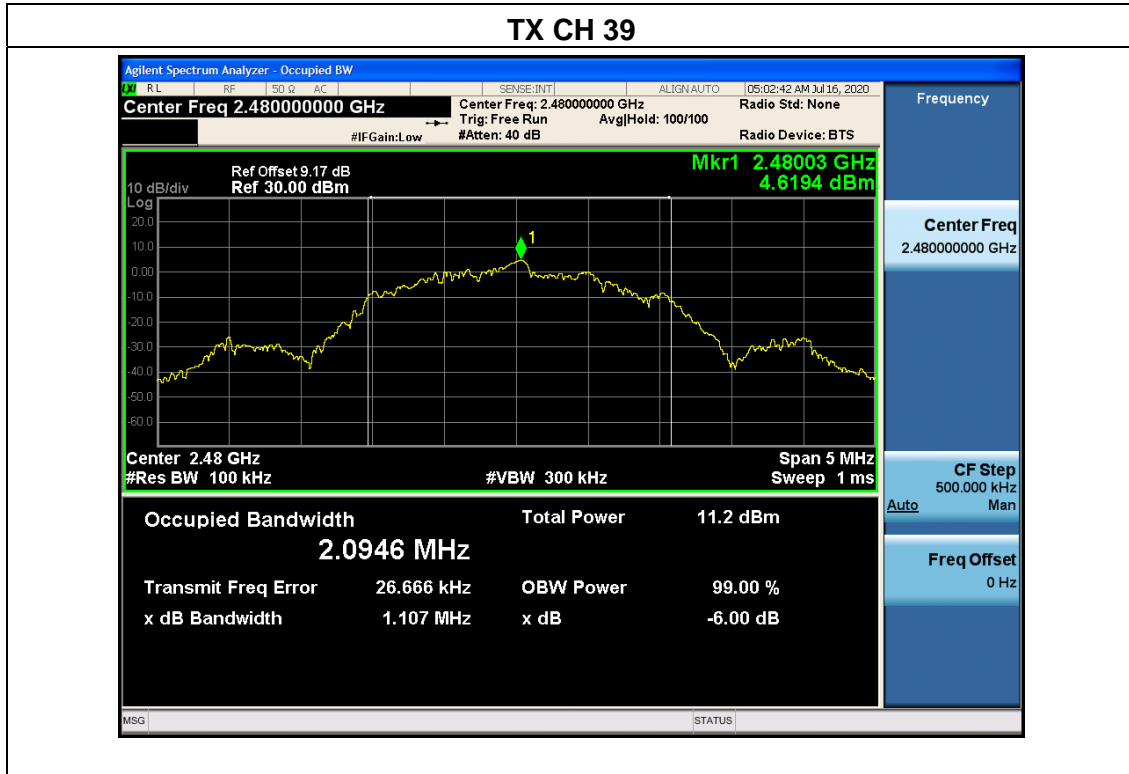 TX CH 39
Agilent Spectrum Analyzer - Occupied BW
LXI RL RF 50 Ω AC SENSE:INT ALIGN AUTO 05:02:42 AM Jul 16, 2020
Center Freq 2.480000000 GHz
Center Freq: 2.480000000 GHz Radio Std: None
Trig: Free Run Avg|Hold: 100/100
#IFGain:Low #Atten: 40 dB Radio Device: BTS
Mkr1 2.48003 GHz
4.6194 dBm
Ref Offset 9.17 dB
10 dB/div Ref 30.00 dBm
Log
20.0
10.0
0.00
-10.0
-20.0
-30.0
-40.0
-50.0
-60.0
1
Center 2.48 GHz Span 5 MHz
#Res BW 100 kHz #VBW 300 kHz Sweep 1 ms
Occupied Bandwidth Total Power 11.2 dBm
2.0946 MHz
Transmit Freq Error 26.666 kHz OBW Power 99.00 %
x dB Bandwidth 1.107 MHz x dB -6.00 dB
MSG STATUS
Frequency
Center Freq
2.480000000 GHz
CF Step
500.000 kHz
Auto Man
Freq Offset
0 Hz